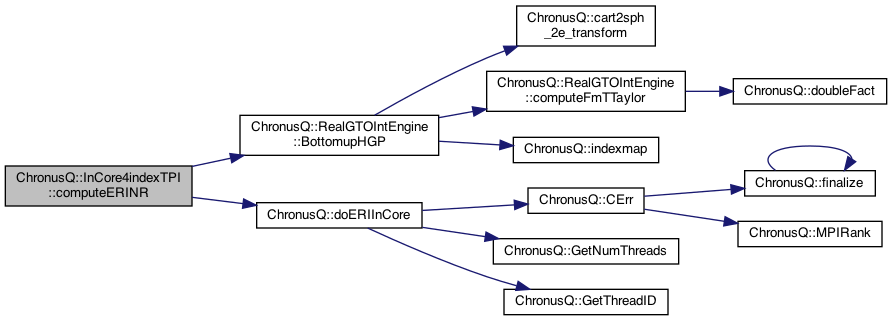 ChronusQ::InCore4indexTPI
::computeERINR
ChronusQ::RealGTOIntEngine
::BottomupHGP
ChronusQ::cart2sph
_2e_transform
ChronusQ::RealGTOIntEngine
::computeFmTTaylor
ChronusQ::doubleFact
ChronusQ::indexmap
ChronusQ::doERIInCore
ChronusQ::CErr
ChronusQ::finalize
ChronusQ::MPIRank
ChronusQ::GetNumThreads
ChronusQ::GetThreadID